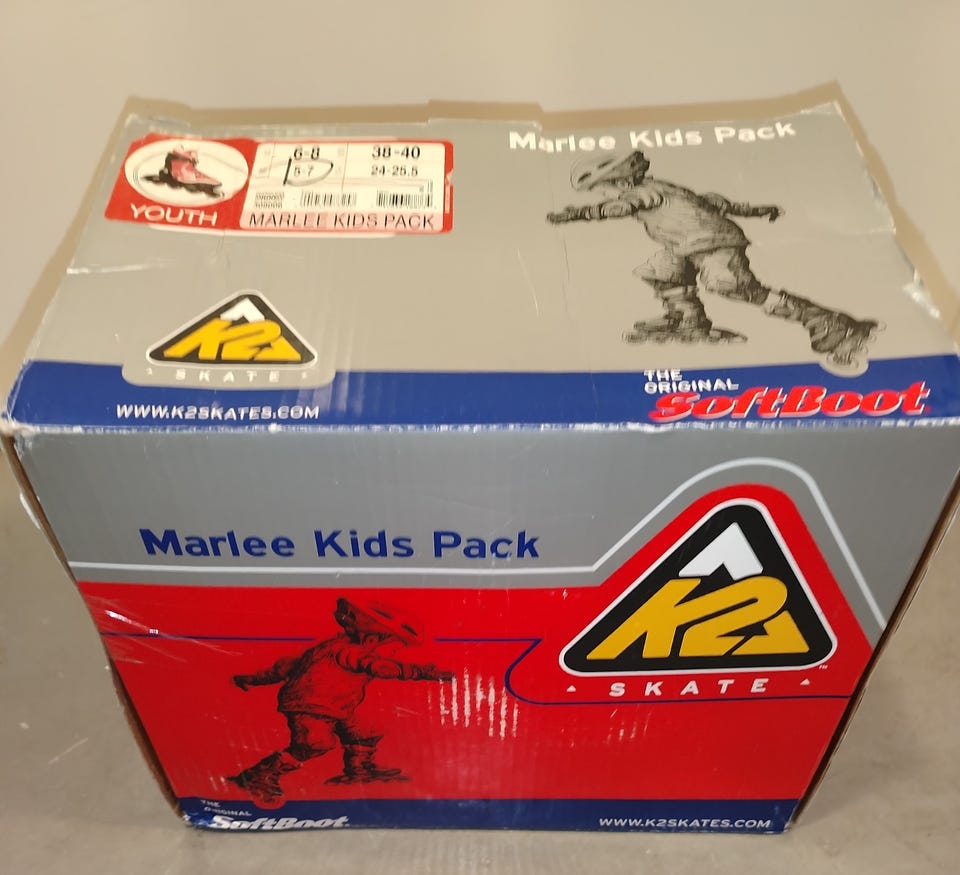 Marlee Kids Pack
6-8
38-40
5-7
24-25.5
YOUTH
MARLEE KIDS PACK
K2
SKATE
WWW.K2SKATES.COM
THE
ORIGINAL
SoftBoot
Marlee Kids Pack
K2
SKATE
THE
ORIGINAL
SoftBoot
WWW.K2SKATES.COM